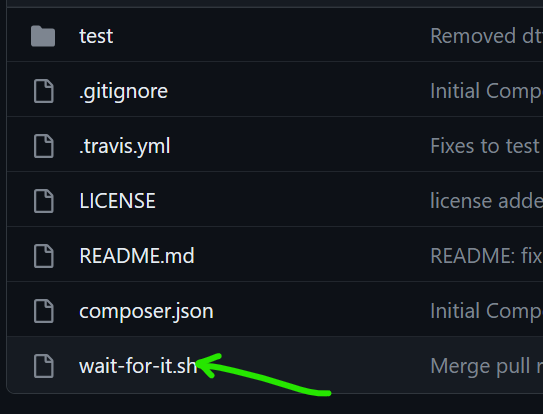 test Removed dt
.gitignore Initial Comp
.travis.yml Fixes to test
LICENSE license adde
README.md README: fix
composer.json Initial Comp
wait-for-it.sh Merge pull r